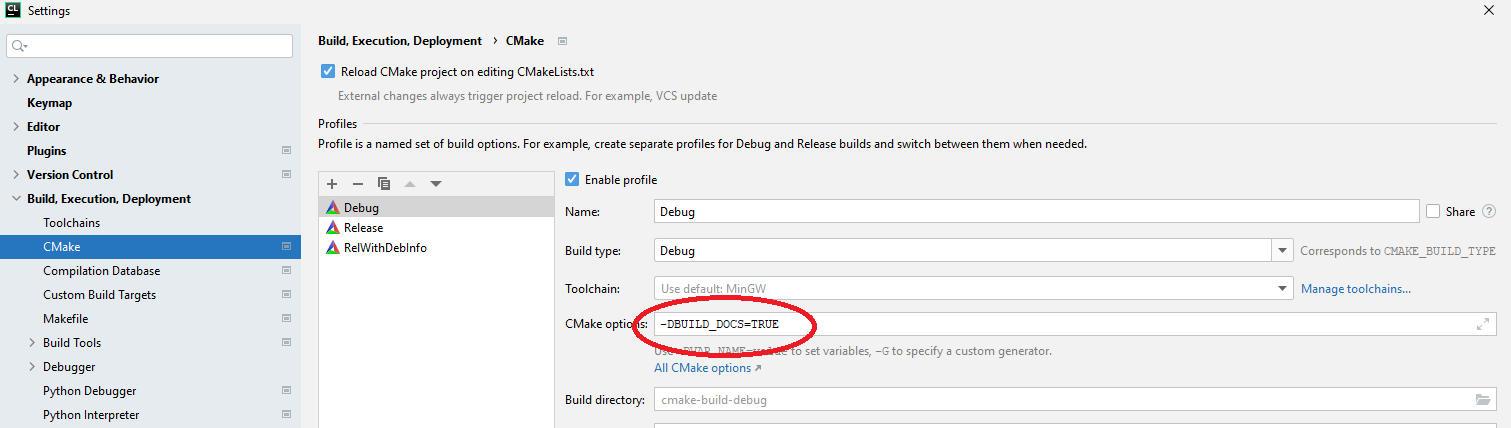 CL Settings
Build, Execution, Deployment › CMake
Reload CMake project on editing CMakeLists.txt
External changes always trigger project reload. For example, VCS update
Profiles
Profile is a named set of build options. For example, create separate profiles for Debug and Release builds and switch between them when needed.
Appearance & Behavior
Keymap
Editor
Plugins
Version Control
Build, Execution, Deployment
Toolchains
CMake
Compilation Database
Custom Build Targets
Makefile
Build Tools
Debugger
Python Debugger
Python Interpreter
Debug
Release
RelWithDebInfo
Enable profile
Name: Debug Share ?
Build type: Debug Corresponds to CMAKE_BUILD_TYPE
Toolchain: Use default: MinGW Manage toolchains...
CMake options: -DBUILD_DOCS=TRUE
Use -DVAR_NAME=value to set variables, -G to specify a custom generator.
All CMake options ↗
Build directory: cmake-build-debug